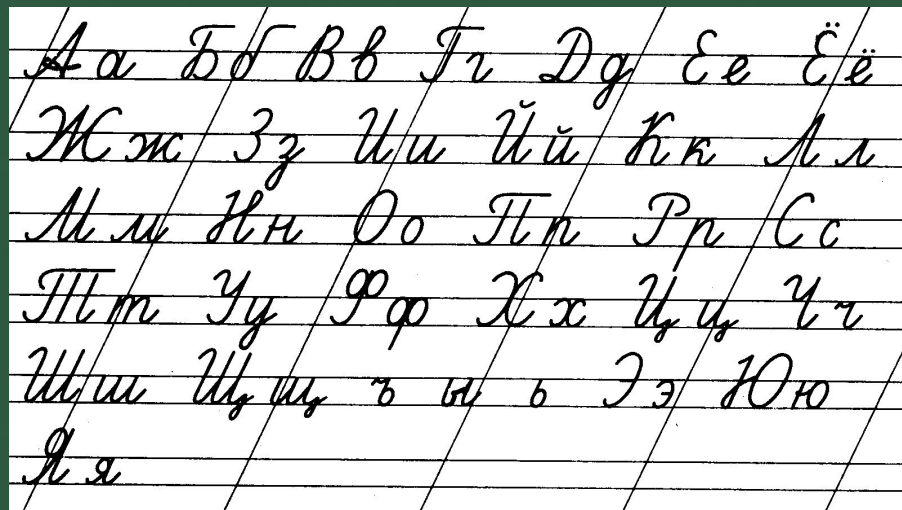 Аа Бб Вв Гг Дд Ее Ёё
Жж Зз Ии Йй Кк Лл
Мм Нн Оо Пп Рр Сс
Тт Уу Фф Хх Цц Чч
Шш Щщ ъ ы ь Ээ Юю
Яя